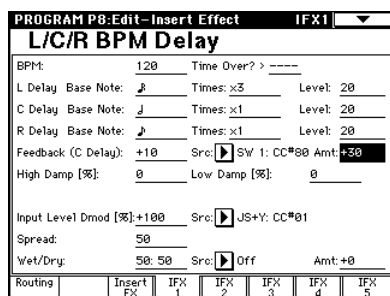 PROGRAM P8:Edit-Insert Effect IFX1
L/C/R BPM Delay
BPM: 120 Time Over? > ----
L Delay Base Note: ♪ Times: x3 Level: 20
C Delay Base Note: 𝅗𝅥 Times: x1 Level: 20
R Delay Base Note: ♪ Times: x1 Level: 20
Feedback (C Delay): +10 Src: SW 1: CC#80 Amt: +30
High Damp [%]: 0 Low Damp [%]: 0
Input Level Dmod [%]: +100 Src: JS+Y: CC#01
Spread: 50
Wet/Dry: 50: 50 Src: Off Amt: +0
Routing Insert FX IFX 1 IFX 2 IFX 3 IFX 4 IFX 5